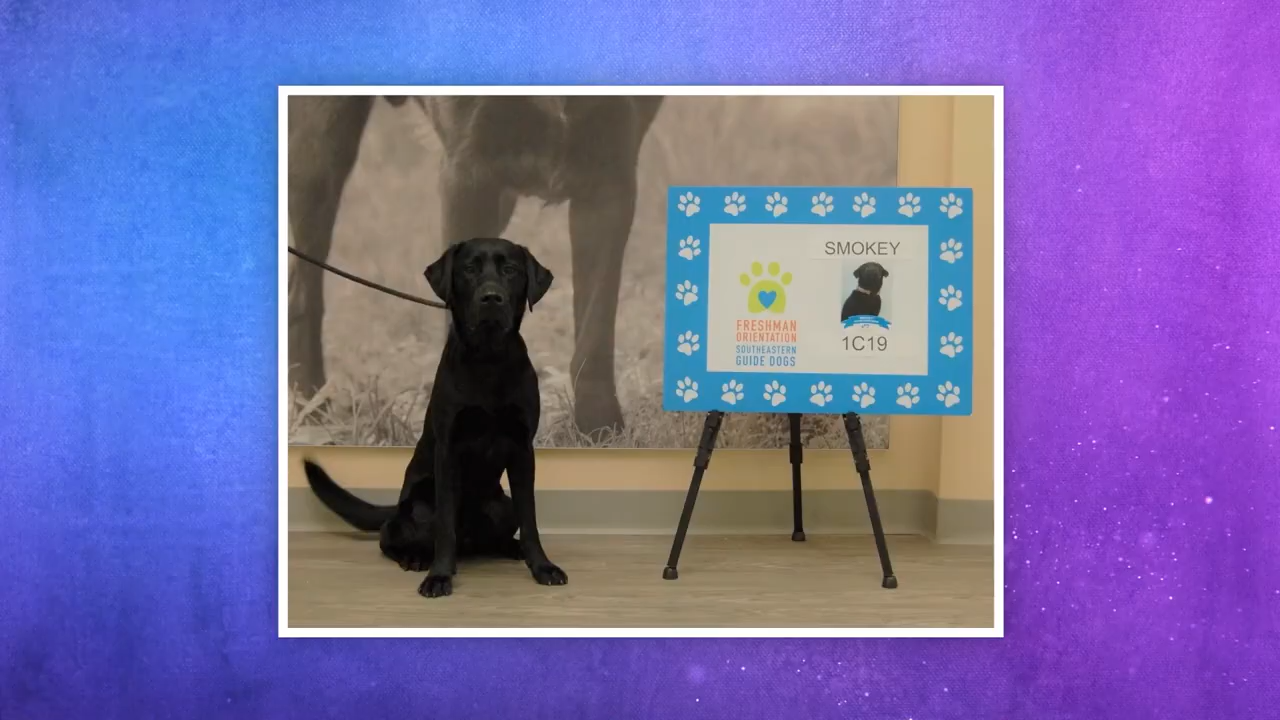 SMOKEY
FRESHMAN
ORIENTATION
SOUTHEASTERN
GUIDE DOGS
1C19